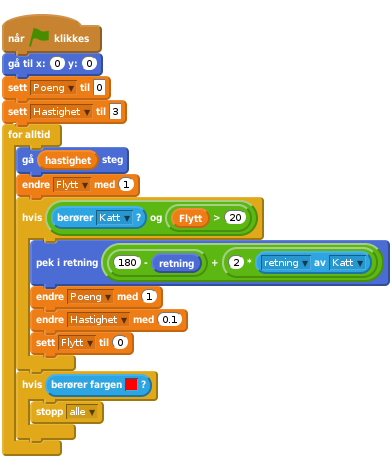 når klikkes
gå til x: 0 y: 0
sett Poeng til 0
sett Hastighet til 3
for alltid
gå hastighet steg
endre Flytt med 1
hvis berører Katt ? og Flytt > 20
pek i retning 180 - retning + 2 * retning av Katt
endre Poeng med 1
endre Hastighet med 0.1
sett Flytt til 0
hvis berører fargen ?
stopp alle